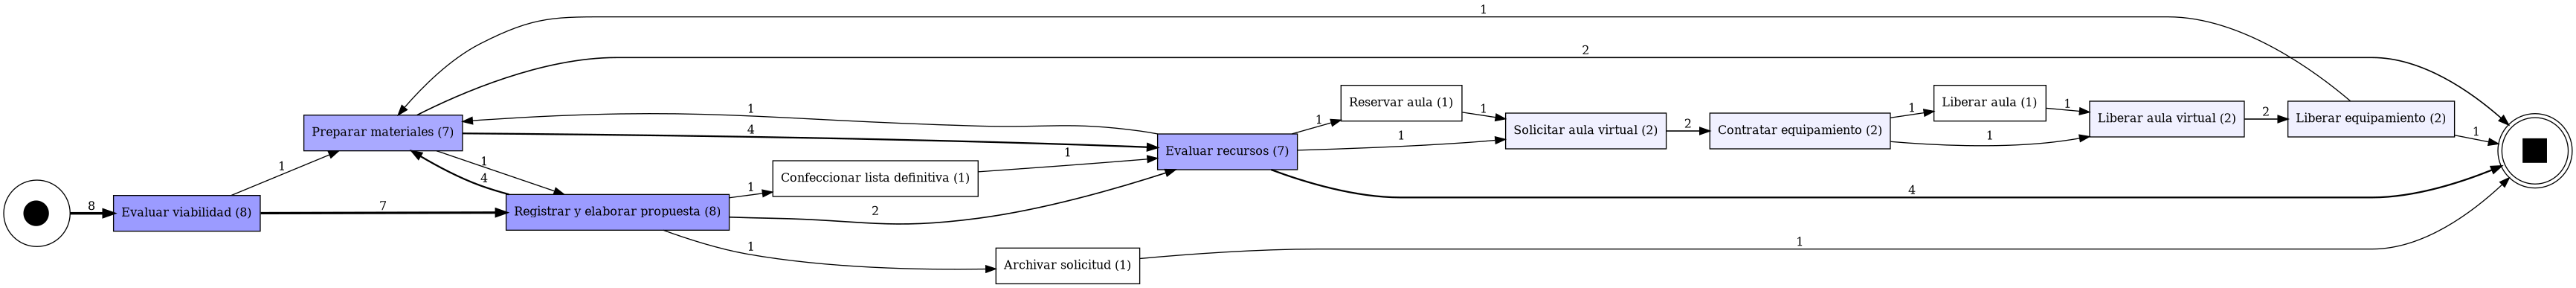 1
2
Reservar aula (1)
Liberar aula (1)
1
1
1
1
Preparar materiales (7)
4
1
Solicitar aula virtual (2)
2
Contratar equipamiento (2)
Liberar aula virtual (2)
2
Liberar equipamiento (2)
1
Evaluar recursos (7)
1
1
1
1
1
4
Confeccionar lista definitiva (1)
1
4
8
Evaluar viabilidad (8)
7
Registrar y elaborar propuesta (8)
2
1
1
Archivar solicitud (1)